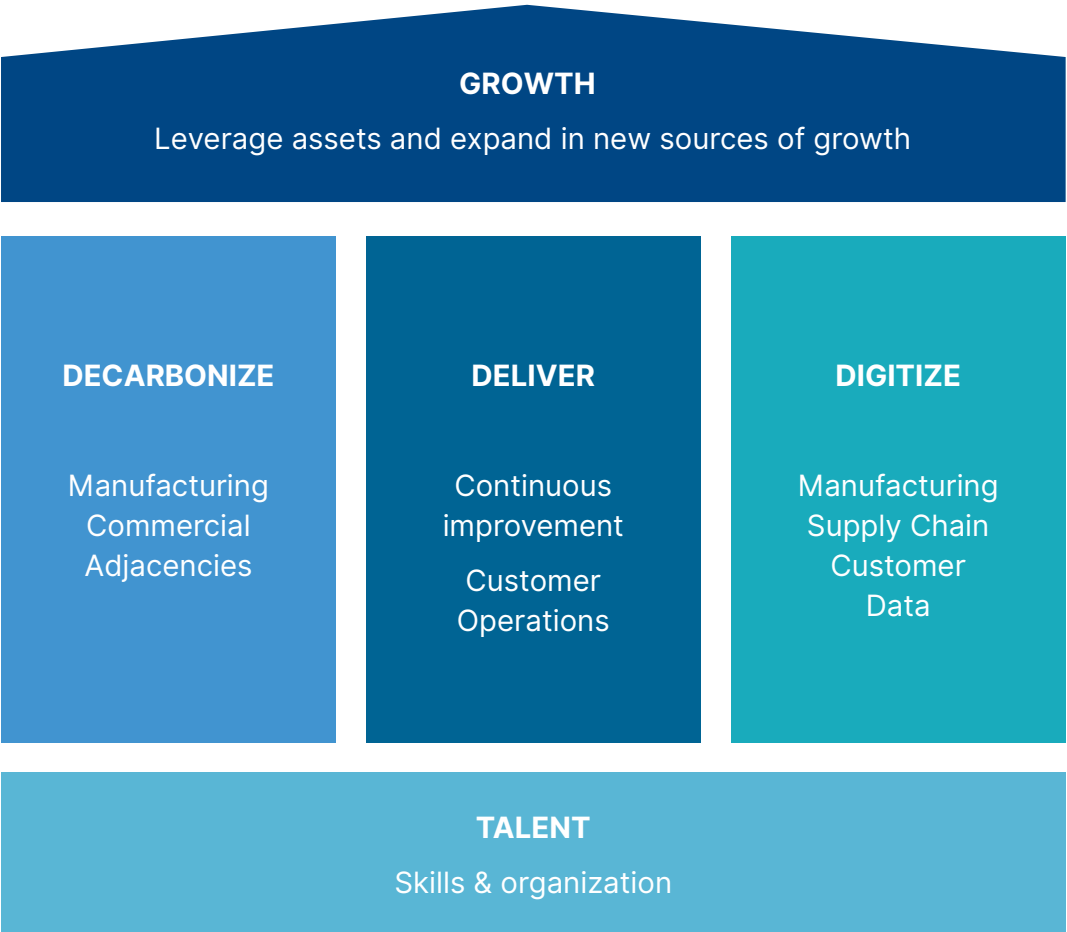 GROWTH
Leverage assets and expand in new sources of growth
DECARBONIZE
Manufacturing
Commercial
Adjacencies
DELIVER
Continuous
improvement
Customer
Operations
DIGITIZE
Manufacturing
Supply Chain
Customer
Data
TALENT
Skills & organization